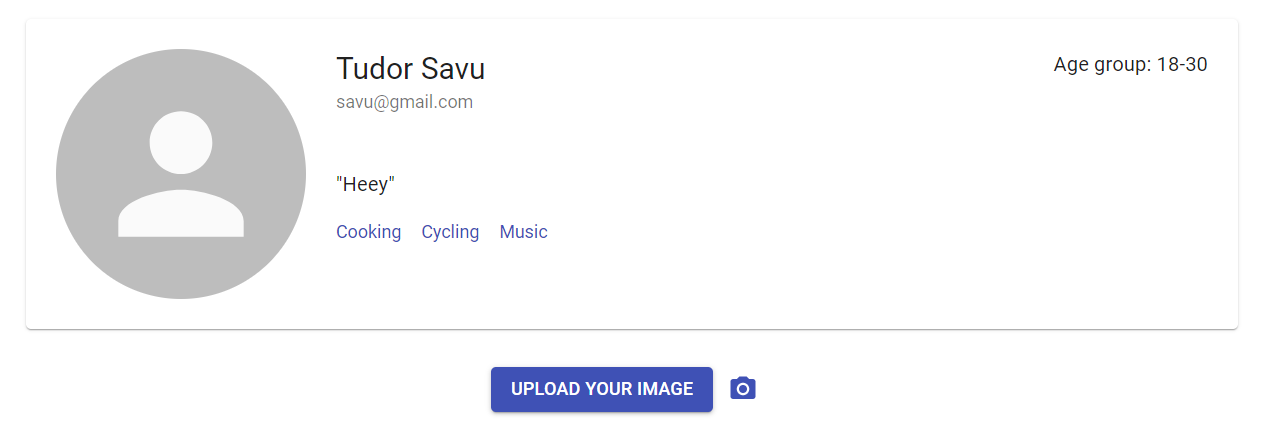 Tudor Savu
Age group: 18-30
savu@gmail.com
"Heey"
Cooking Cycling Music
UPLOAD YOUR IMAGE